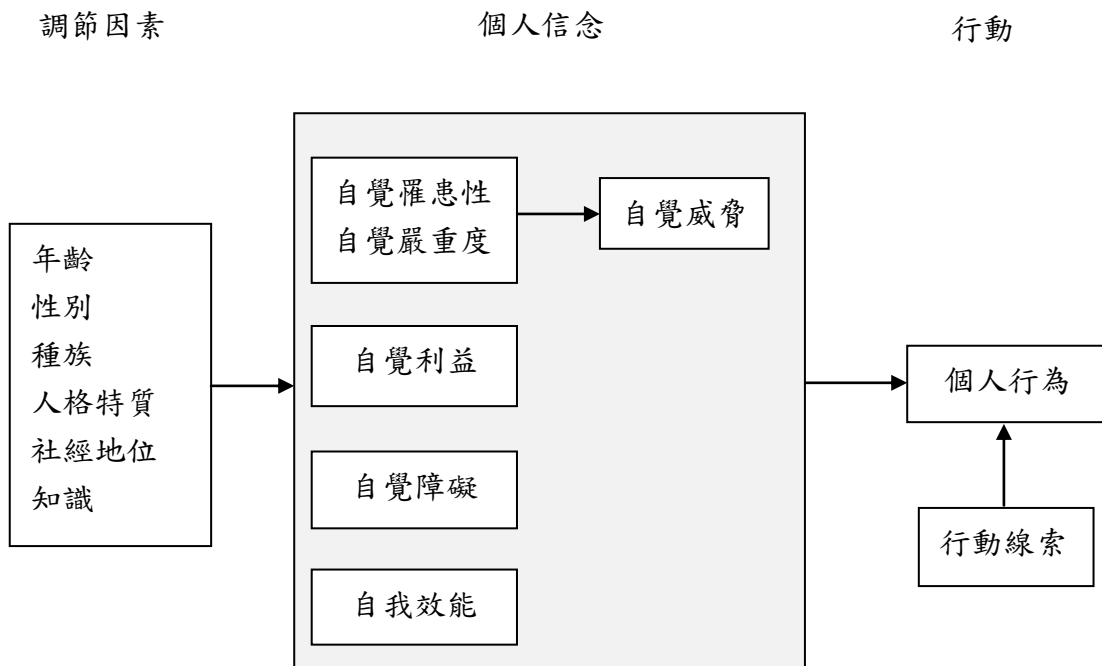 調節因素
個人信念
行動
自覺罹患性
自覺嚴重度
自覺威脅
年齡
性別
種族
人格特質
社經地位
知識
自覺利益
自覺障礙
自我效能
個人行為
行動線索